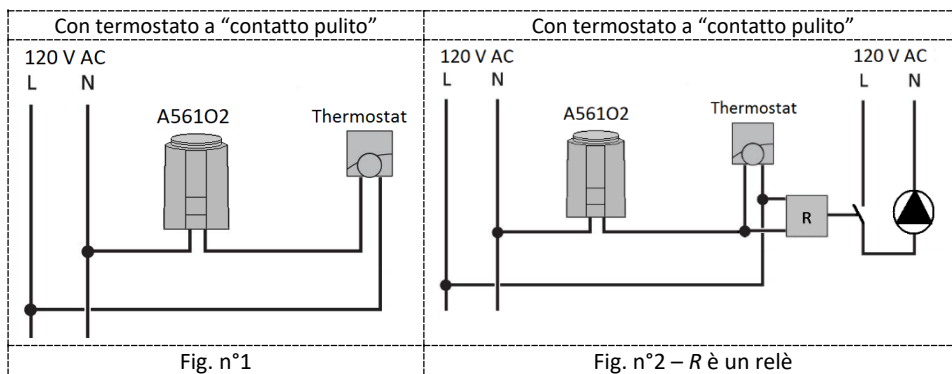 Con termostato a “contatto pulito”
120 V AC
L N
A561O2
Thermostat
Fig. n°1
Con termostato a “contatto pulito”
120 V AC
L N
A561O2
Thermostat
R
120 V AC
L N
Fig. n°2 – R è un relè